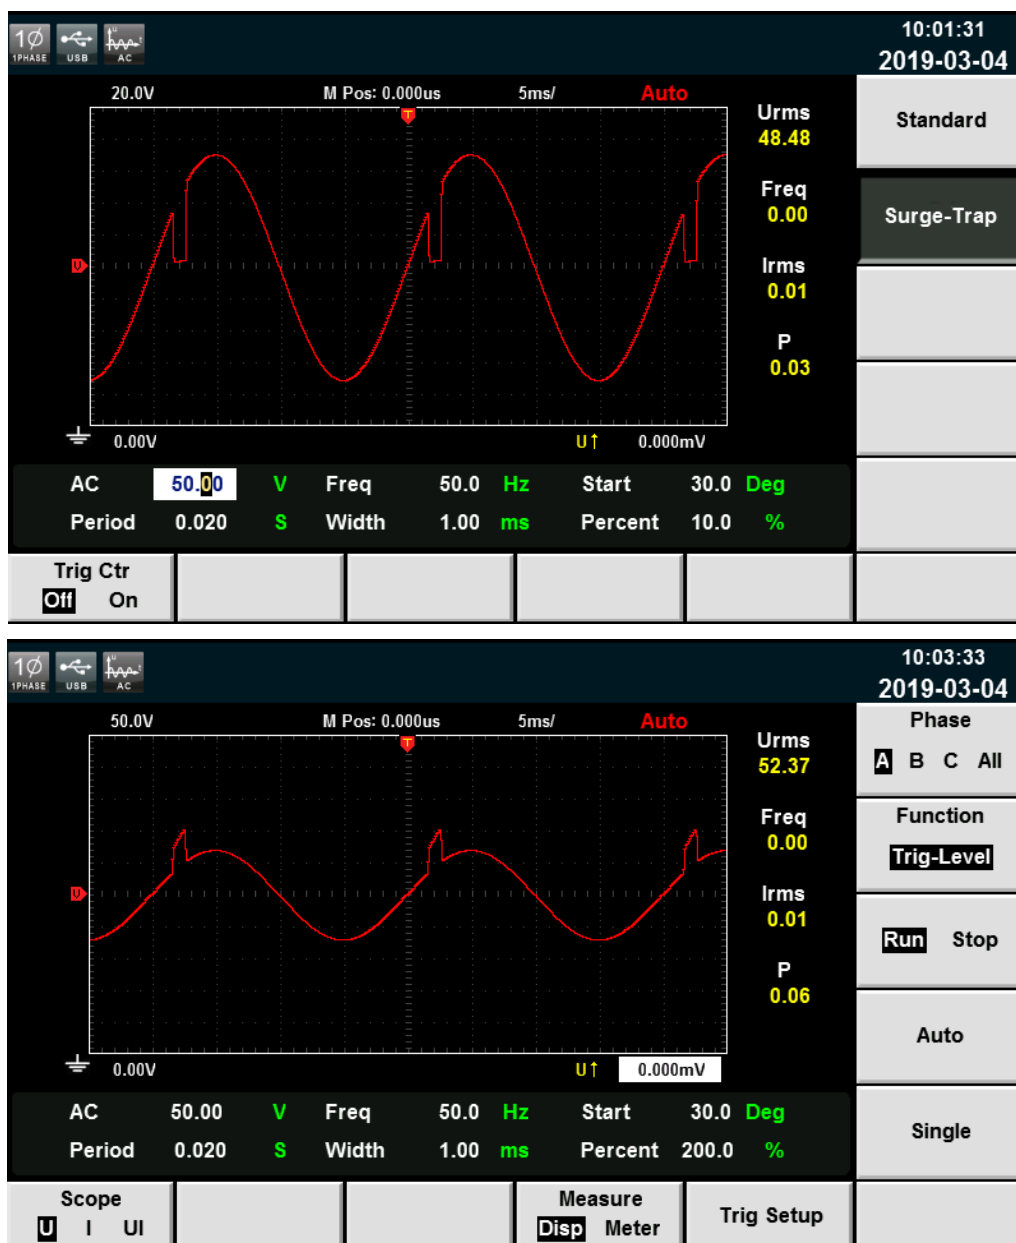 1Ø
1PHASE
USB
u
t
AC
10:01:31
2019-03-04
20.0V M Pos: 0.000us 5ms/ Auto
T
Urms
48.48
Freq
0.00
U
Irms
0.01
P
0.03
0.00V U↑ 0.000mV
AC 50.00 V Freq 50.0 Hz Start 30.0 Deg
Period 0.020 S Width 1.00 ms Percent 10.0 %
Trig Ctr
Off On
Standard
Surge-Trap
1Ø
1PHASE
USB
u
t
AC
10:03:33
2019-03-04
50.0V M Pos: 0.000us 5ms/ Auto
T
Urms
52.37
Freq
0.00
U
Irms
0.01
P
0.06
0.00V U↑ 0.000mV
AC 50.00 V Freq 50.0 Hz Start 30.0 Deg
Period 0.020 S Width 1.00 ms Percent 200.0 %
Scope
U I UI
Measure
Disp Meter
Trig Setup
Phase
A B C All
Function
Trig-Level
Run Stop
Auto
Single